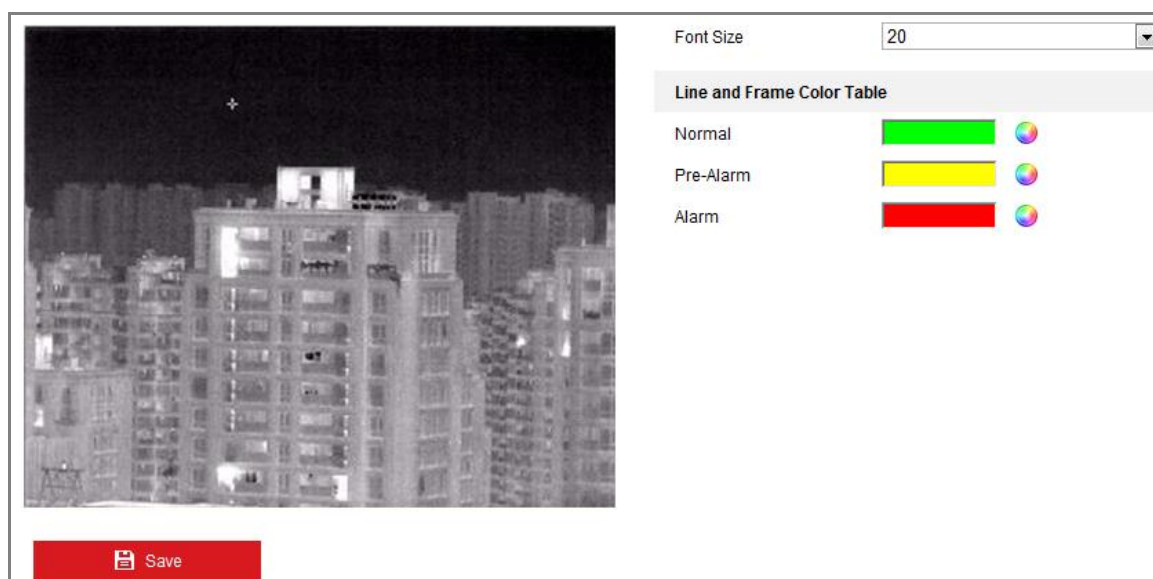 Font Size 20
Line and Frame Color Table
Normal
Pre-Alarm
Alarm
Save